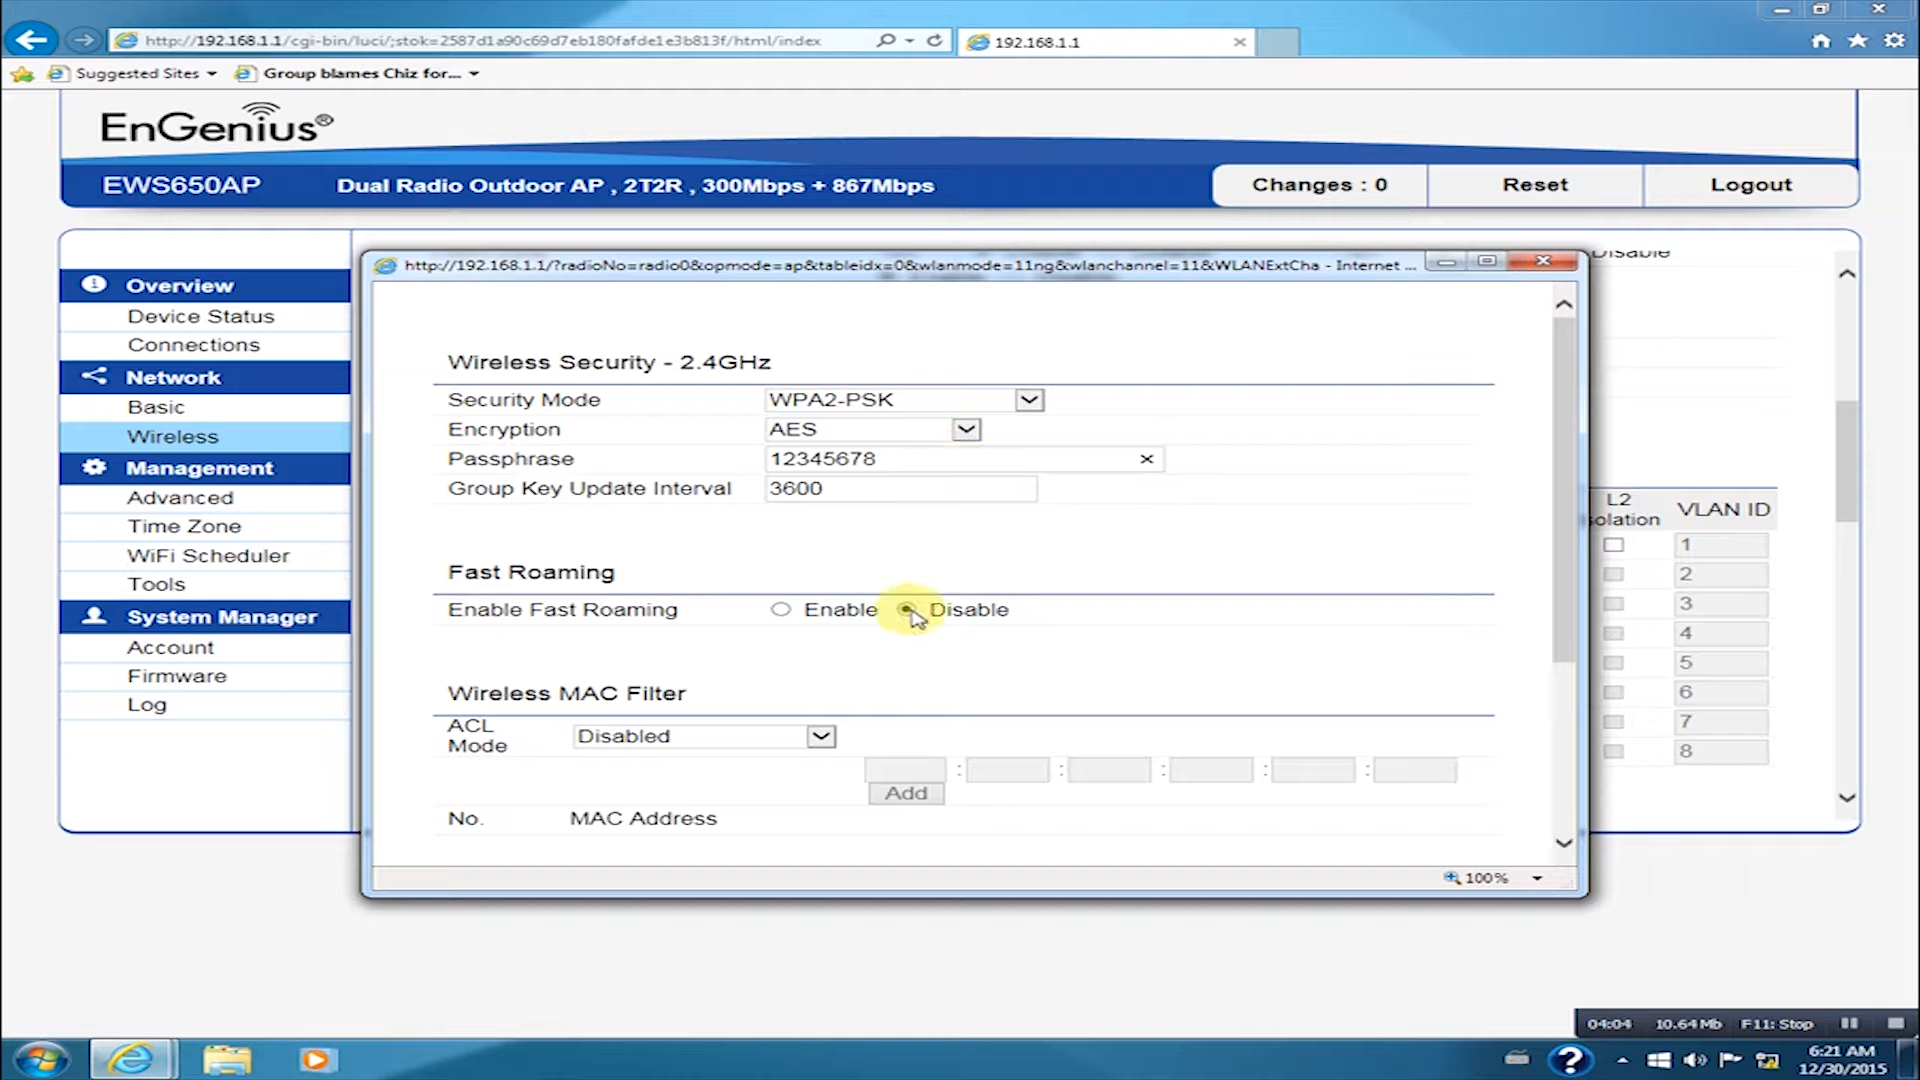 http://192.168.1.1/cgi-bin/luci/;stok=2587d1a90c69d7eb180fafde1e3b813f/html/index
192.168.1.1
Suggested Sites
Group blames Chiz for...
EnGenius®
EWS650AP
Dual Radio Outdoor AP , 2T2R , 300Mbps + 867Mbps
Changes : 0
Reset
Logout
Overview
Device Status
Connections
Network
Basic
Wireless
Management
Advanced
Time Zone
WiFi Scheduler
Tools
System Manager
Account
Firmware
Log
http://192.168.1.1/?radioNo=radio0&opmode=ap&tableidx=0&wlanmode=11ng&wlanchannel=11&WLANExtCha - Internet ...
Wireless Security - 2.4GHz
Security Mode WPA2-PSK
Encryption AES
Passphrase 12345678
Group Key Update Interval 3600
Fast Roaming
Enable Fast Roaming Enable Disable
Wireless MAC Filter
ACL Mode Disabled
: : : : :
Add
No. MAC Address
100%
Disable
L2
solation
VLAN ID
1
2
3
4
5
6
7
8
04:04 10.64Mb F11: Stop
6:21 AM
12/30/2015